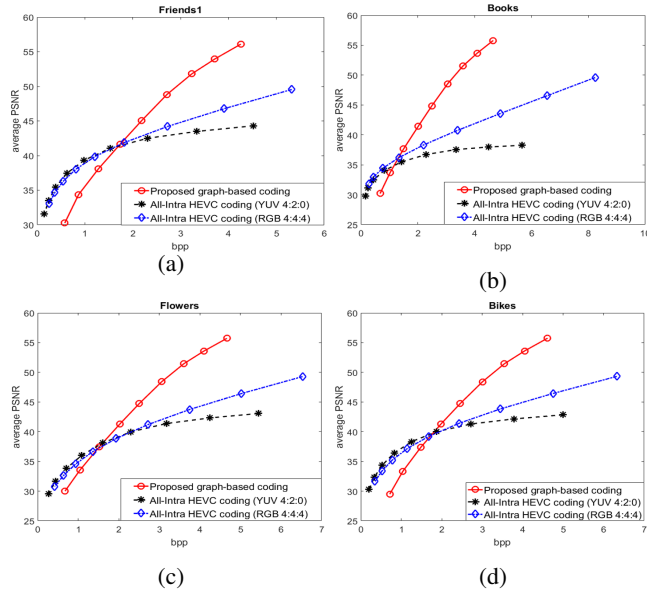 Friends1
60
55
50
45
40
35
30
average PSNR
0 1 2 3 4 5 6
bpp
Proposed graph-based coding
All-Intra HEVC coding (YUV 4:2:0)
All-Intra HEVC coding (RGB 4:4:4)
(a)
Books
60
55
50
45
40
35
30
25
average PSNR
0 2 4 6 8 10
bpp
Proposed graph-based coding
All-Intra HEVC coding (YUV 4:2:0)
All-Intra HEVC coding (RGB 4:4:4)
(b)
Flowers
60
55
50
45
40
35
30
25
average PSNR
0 1 2 3 4 5 6 7
bpp
Proposed graph-based coding
All-Intra HEVC coding (YUV 4:2:0)
All-Intra HEVC coding (RGB 4:4:4)
(c)
Bikes
60
55
50
45
40
35
30
25
average PSNR
0 1 2 3 4 5 6 7
bpp
Proposed graph-based coding
All-Intra HEVC coding (YUV 4:2:0)
All-Intra HEVC coding (RGB 4:4:4)
(d)